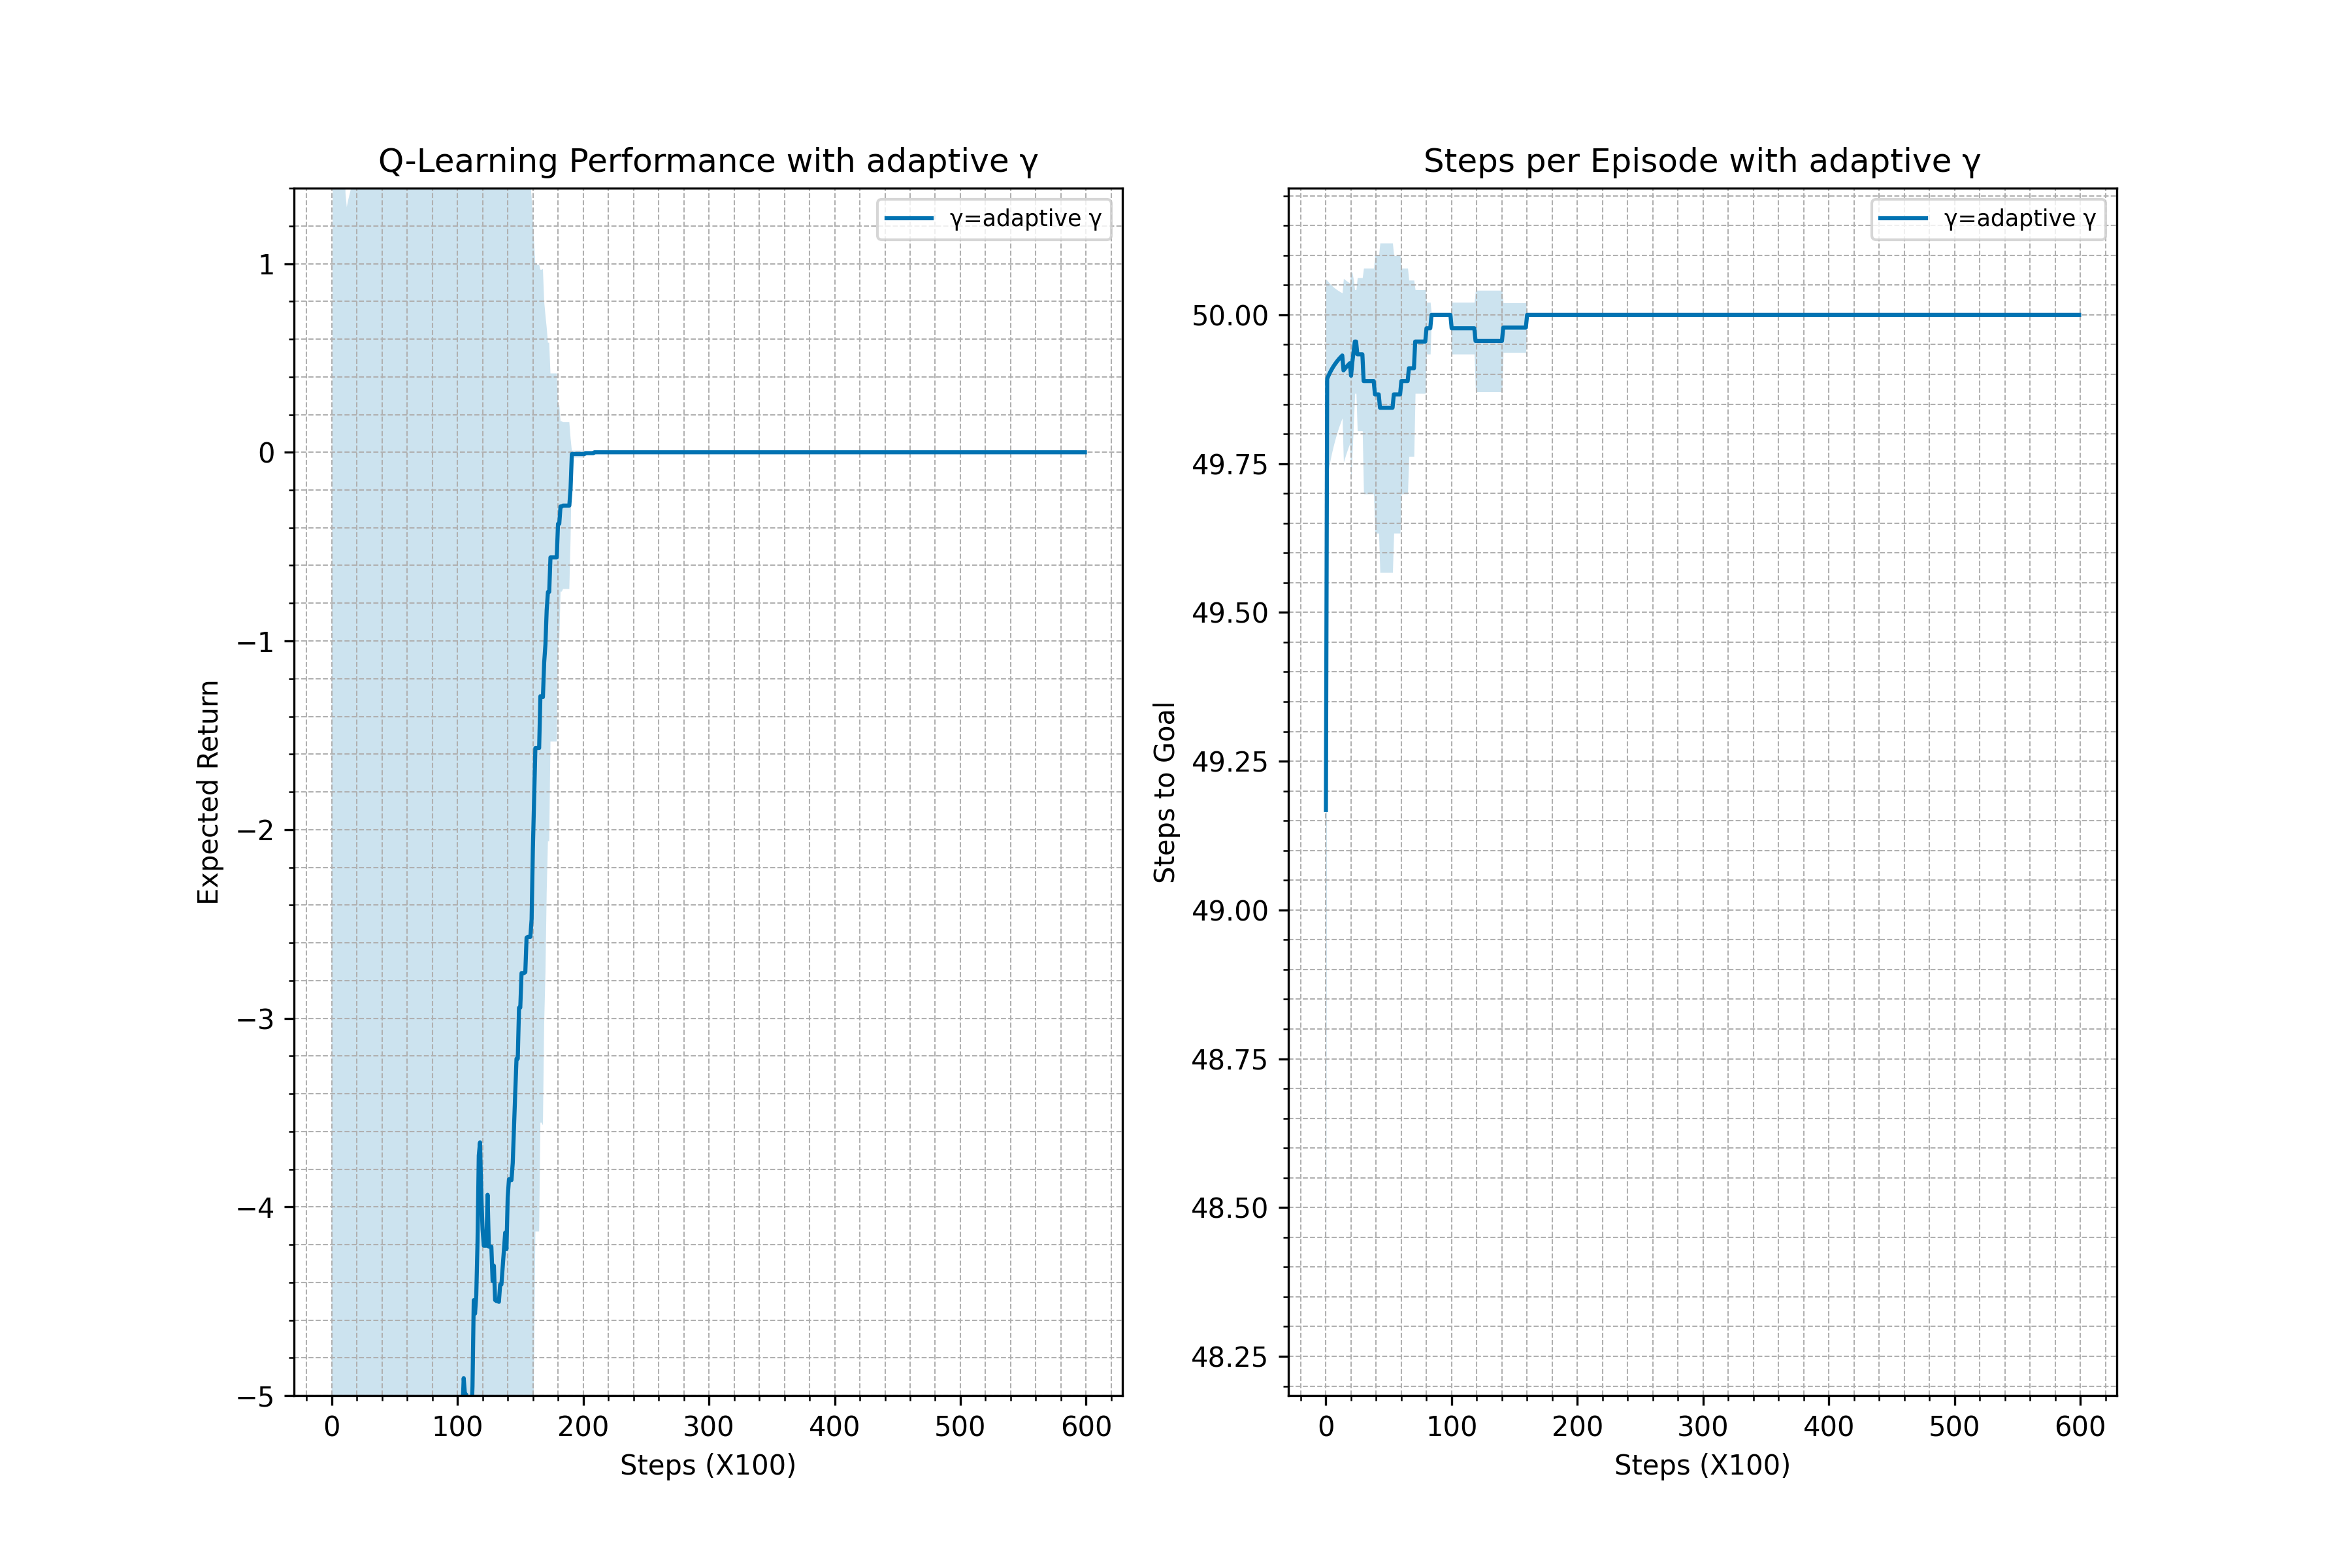 Q-Learning Performance with adaptive γ
γ=adaptive γ
1
0
−1
−2
−3
−4
−5
Expected Return
0 100 200 300 400 500 600
Steps (X100)
Steps per Episode with adaptive γ
γ=adaptive γ
50.00
49.75
49.50
49.25
49.00
48.75
48.50
48.25
Steps to Goal
0 100 200 300 400 500 600
Steps (X100)